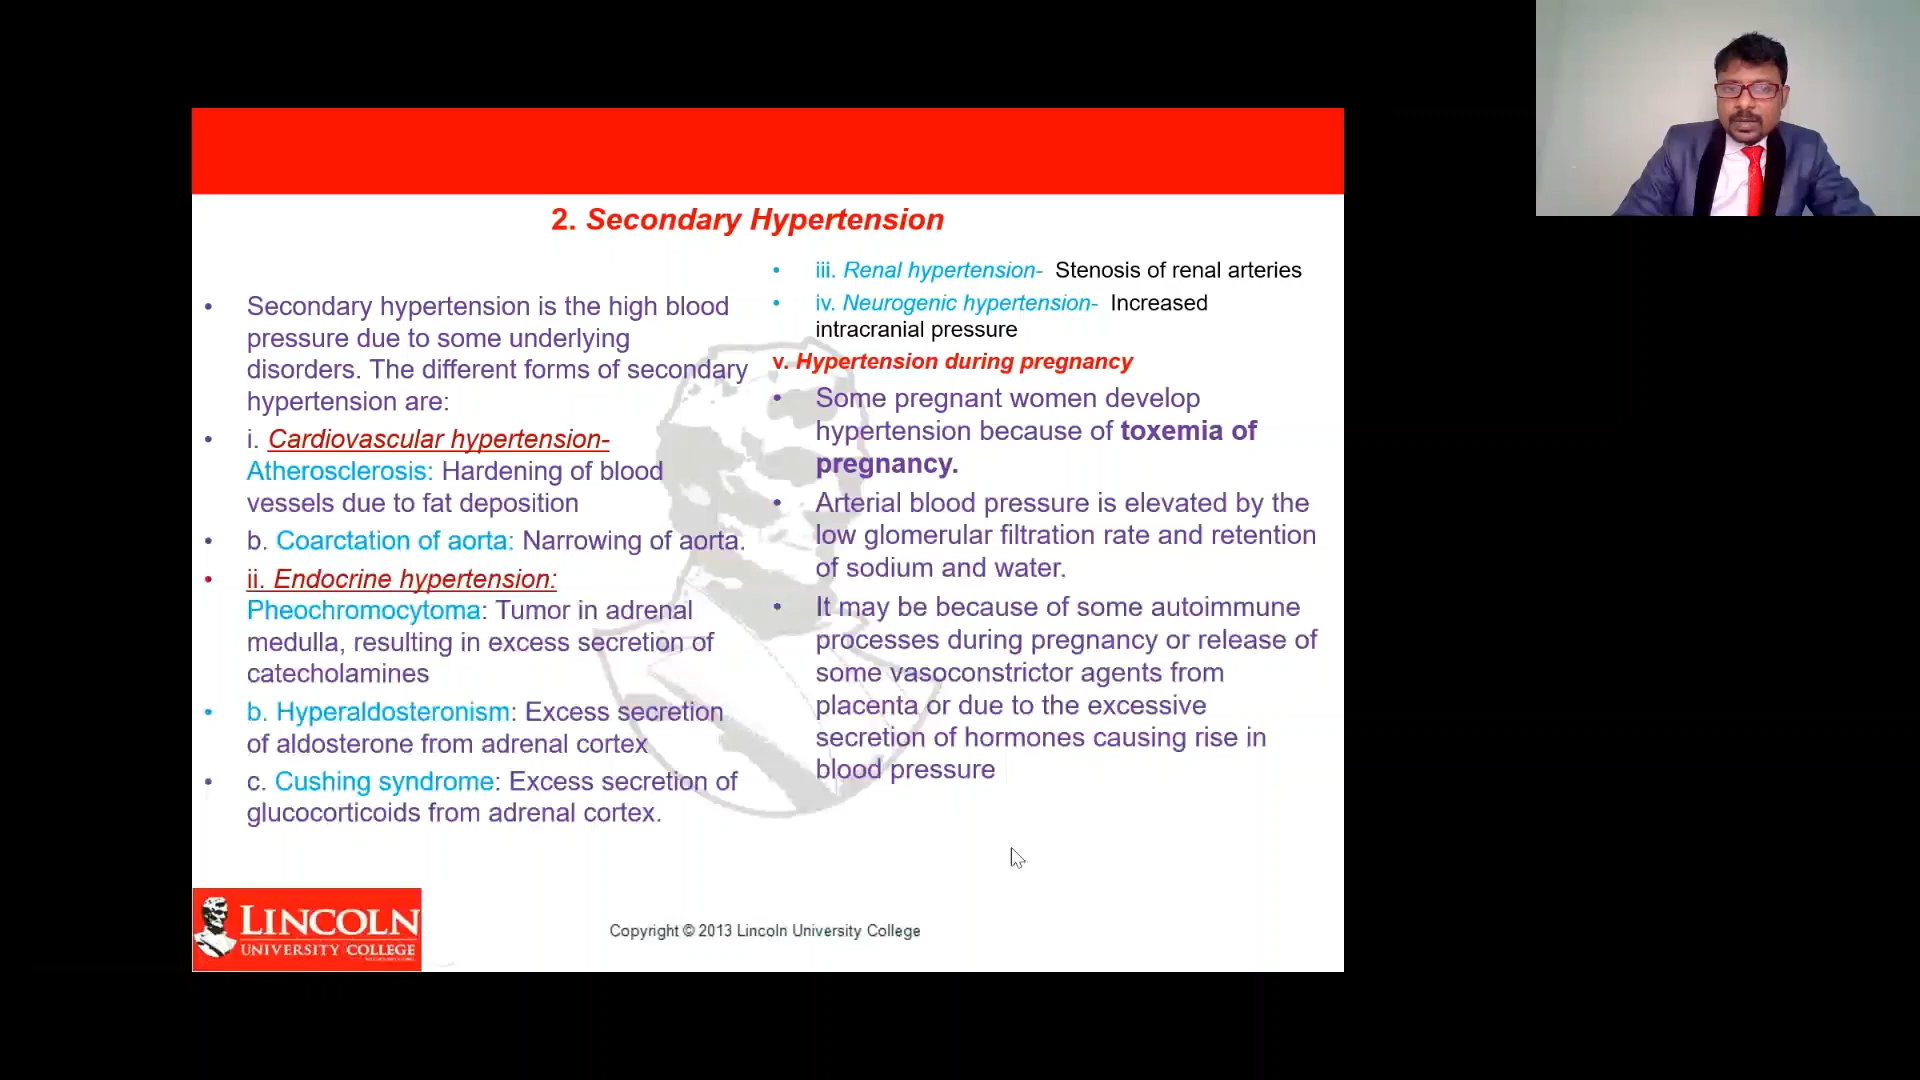 2. Secondary Hypertension
• Secondary hypertension is the high blood
pressure due to some underlying
disorders. The different forms of secondary
hypertension are:
• i. Cardiovascular hypertension-
Atherosclerosis: Hardening of blood
vessels due to fat deposition
• b. Coarctation of aorta: Narrowing of aorta.
• ii. Endocrine hypertension:
Pheochromocytoma: Tumor in adrenal
medulla, resulting in excess secretion of
catecholamines
• b. Hyperaldosteronism: Excess secretion
of aldosterone from adrenal cortex
• c. Cushing syndrome: Excess secretion of
glucocorticoids from adrenal cortex.
• iii. Renal hypertension- Stenosis of renal arteries
• iv. Neurogenic hypertension- Increased
intracranial pressure
v. Hypertension during pregnancy
• Some pregnant women develop
hypertension because of toxemia of
pregnancy.
• Arterial blood pressure is elevated by the
low glomerular filtration rate and retention
of sodium and water.
• It may be because of some autoimmune
processes during pregnancy or release of
some vasoconstrictor agents from
placenta or due to the excessive
secretion of hormones causing rise in
blood pressure
LINCOLN
UNIVERSITY COLLEGE
Copyright © 2013 Lincoln University College